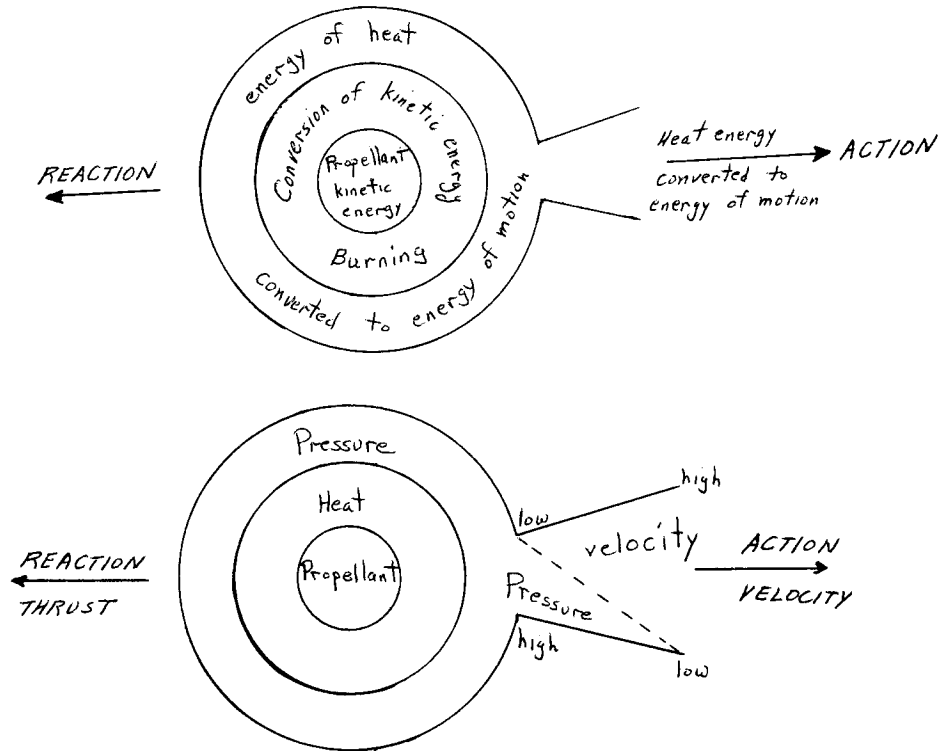 energy of heat
Conversion of kinetic energy
Propellant
kinetic
energy
Burning
converted to energy of motion
REACTION
Heat energy
converted to
energy of motion
ACTION
Pressure
Heat
Propellant
REACTION
THRUST
low
high
velocity
Pressure
high
low
ACTION
VELOCITY